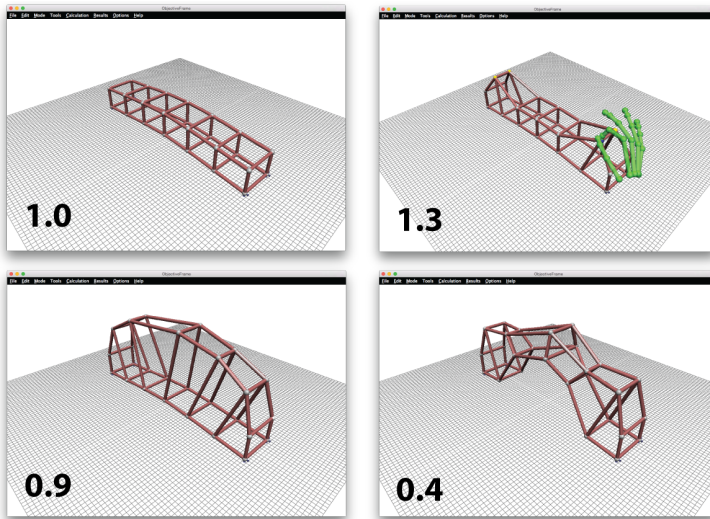 ObjectiveFrame
File Edit Mode Tools Calculation Results Options Help
1.0
ObjectiveFrame
File Edit Mode Tools Calculation Results Options Help
1.3
ObjectiveFrame
File Edit Mode Tools Calculation Results Options Help
0.9
ObjectiveFrame
File Edit Mode Tools Calculation Results Options Help
0.4